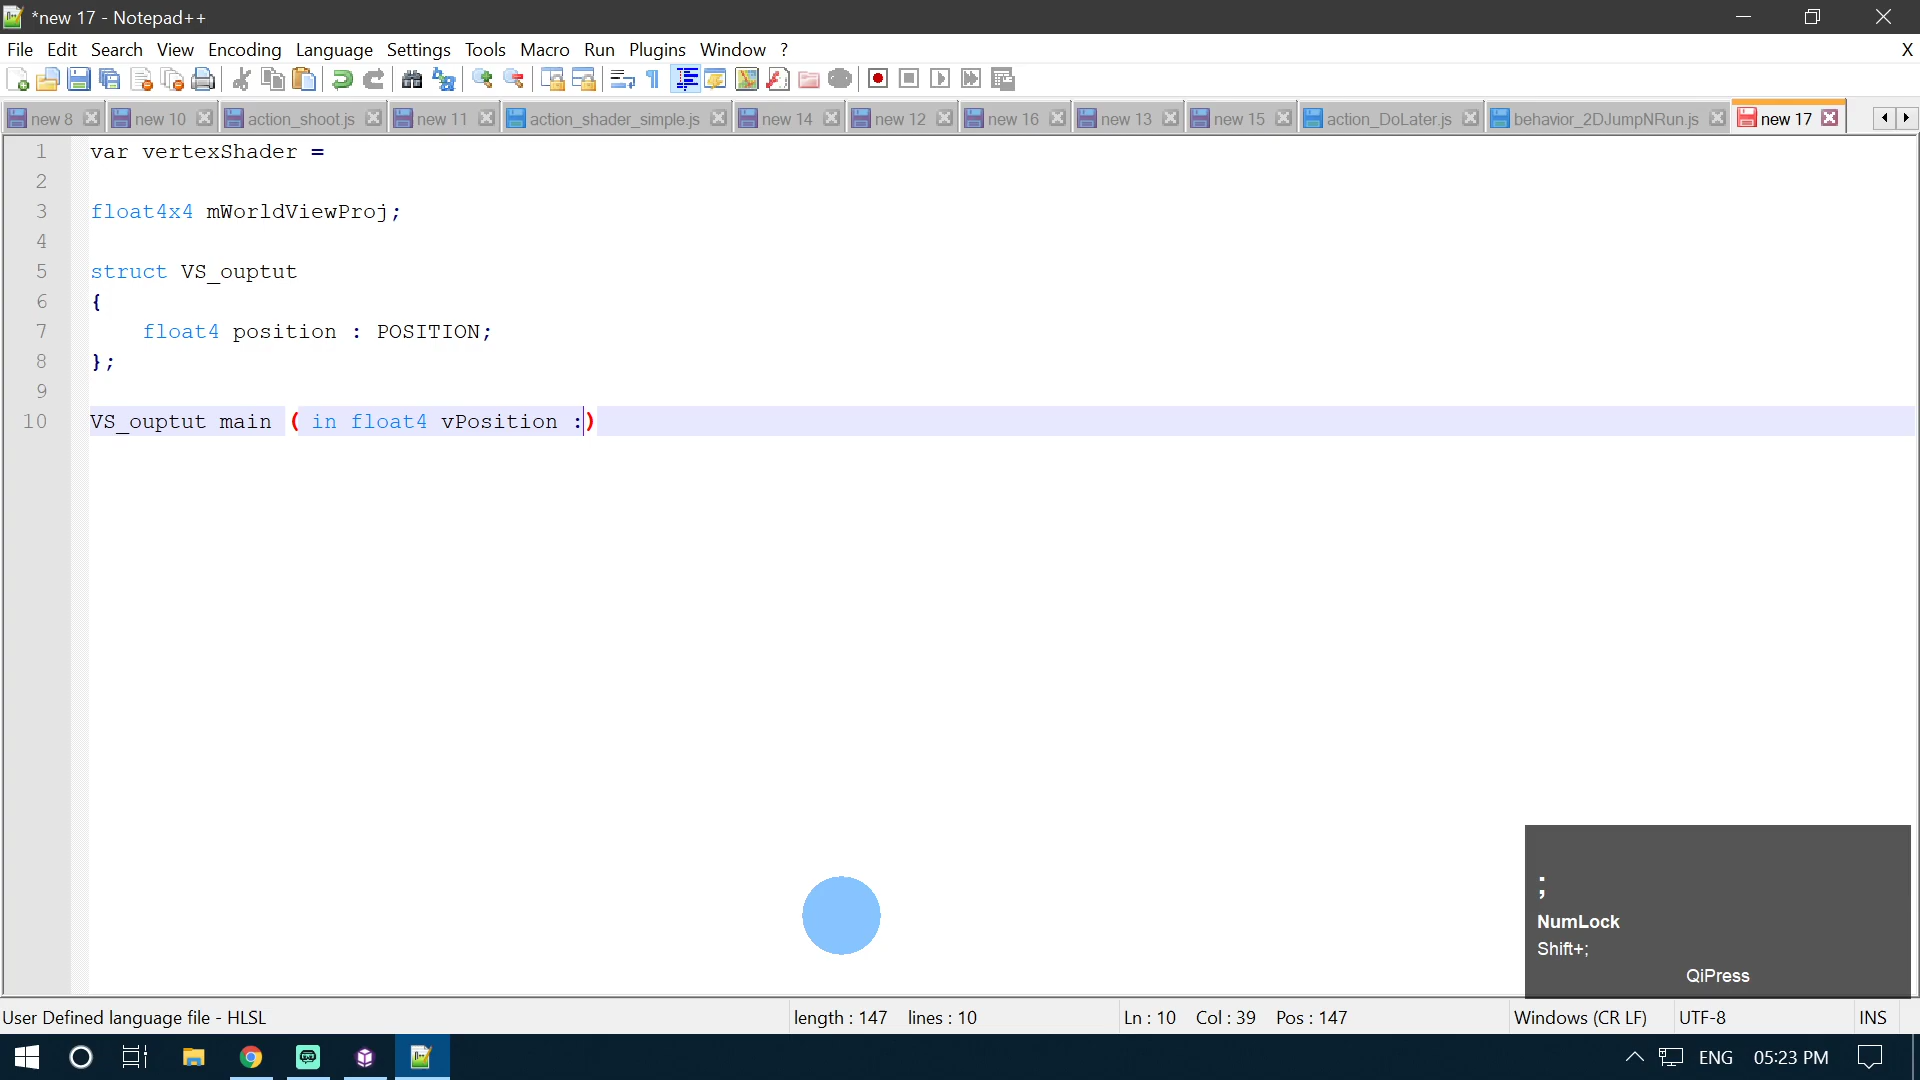 *new 17 - Notepad++
File Edit Search View Encoding Language Settings Tools Macro Run Plugins Window ? X
new 8 new 10 action_shoot.js new 11 action_shader_simple.js new 14 new 12 new 16 new 13 new 15 action_DoLater.js behavior_2DJumpNRun.js new 17
1 var vertexShader =
2
3 float4x4 mWorldViewProj;
4
5 struct VS_ouptut
6 {
7 float4 position : POSITION;
8 };
9
10 VS_ouptut main ( in float4 vPosition :)
;
NumLock
Shift+;
QiPress
User Defined language file - HLSL length : 147 lines : 10 Ln : 10 Col : 39 Pos : 147 Windows (CR LF) UTF-8 INS
ENG 05:23 PM